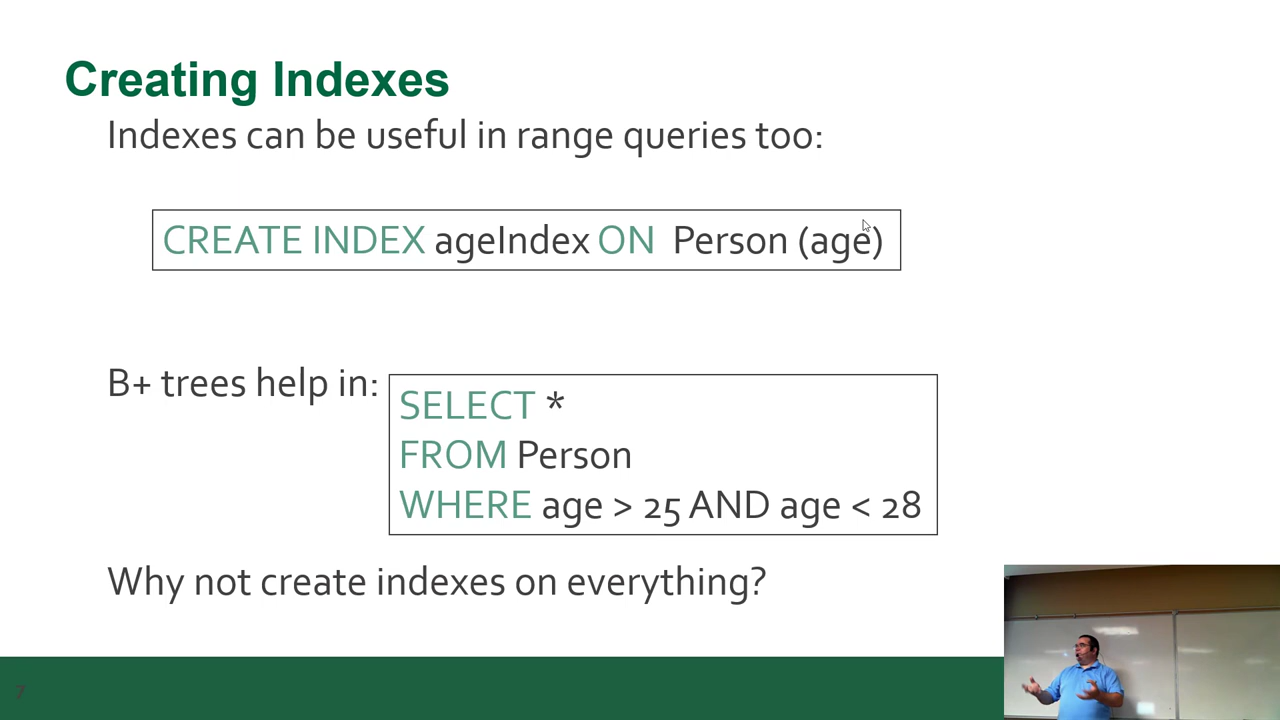 Creating Indexes
Indexes can be useful in range queries too:
CREATE INDEX ageIndex ON Person (age)
B+ trees help in:
SELECT *
FROM Person
WHERE age > 25 AND age < 28
Why not create indexes on everything?
7